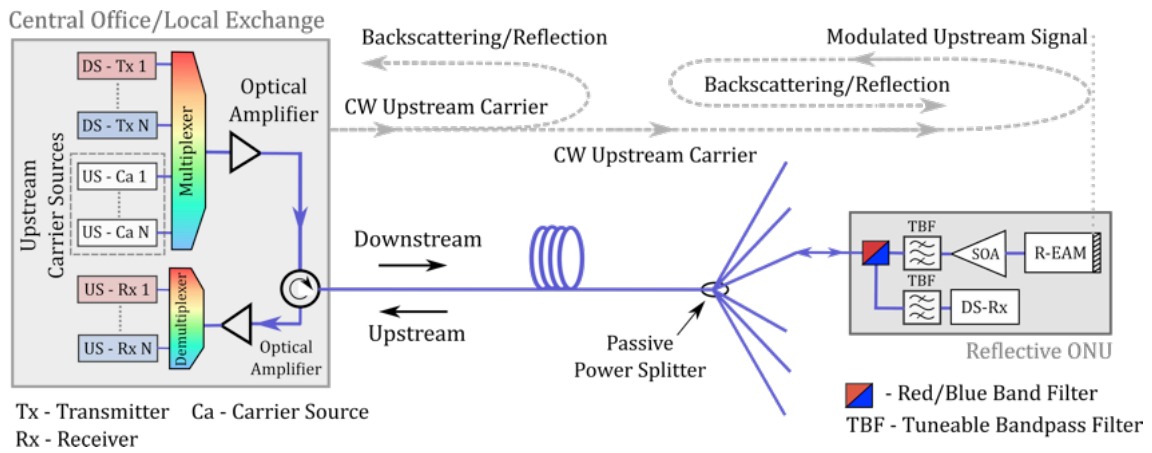 Central Office/Local Exchange
DS - Tx 1
DS - Tx N
Upstream
Carrier Sources
US - Ca 1
US - Ca N
Multiplexer
Optical
Amplifier
US - Rx 1
US - Rx N
Demultiplexer
C
Optical
Amplifier
Tx - Transmitter
Ca - Carrier Source
Rx - Receiver
Backscattering/Reflection
CW Upstream Carrier
Modulated Upstream Signal
Backscattering/Reflection
CW Upstream Carrier
Downstream
Upstream
Passive
Power Splitter
TBF
SOA
R-EAM
TBF
DS-Rx
Reflective ONU
- Red/Blue Band Filter
TBF - Tuneable Bandpass Filter